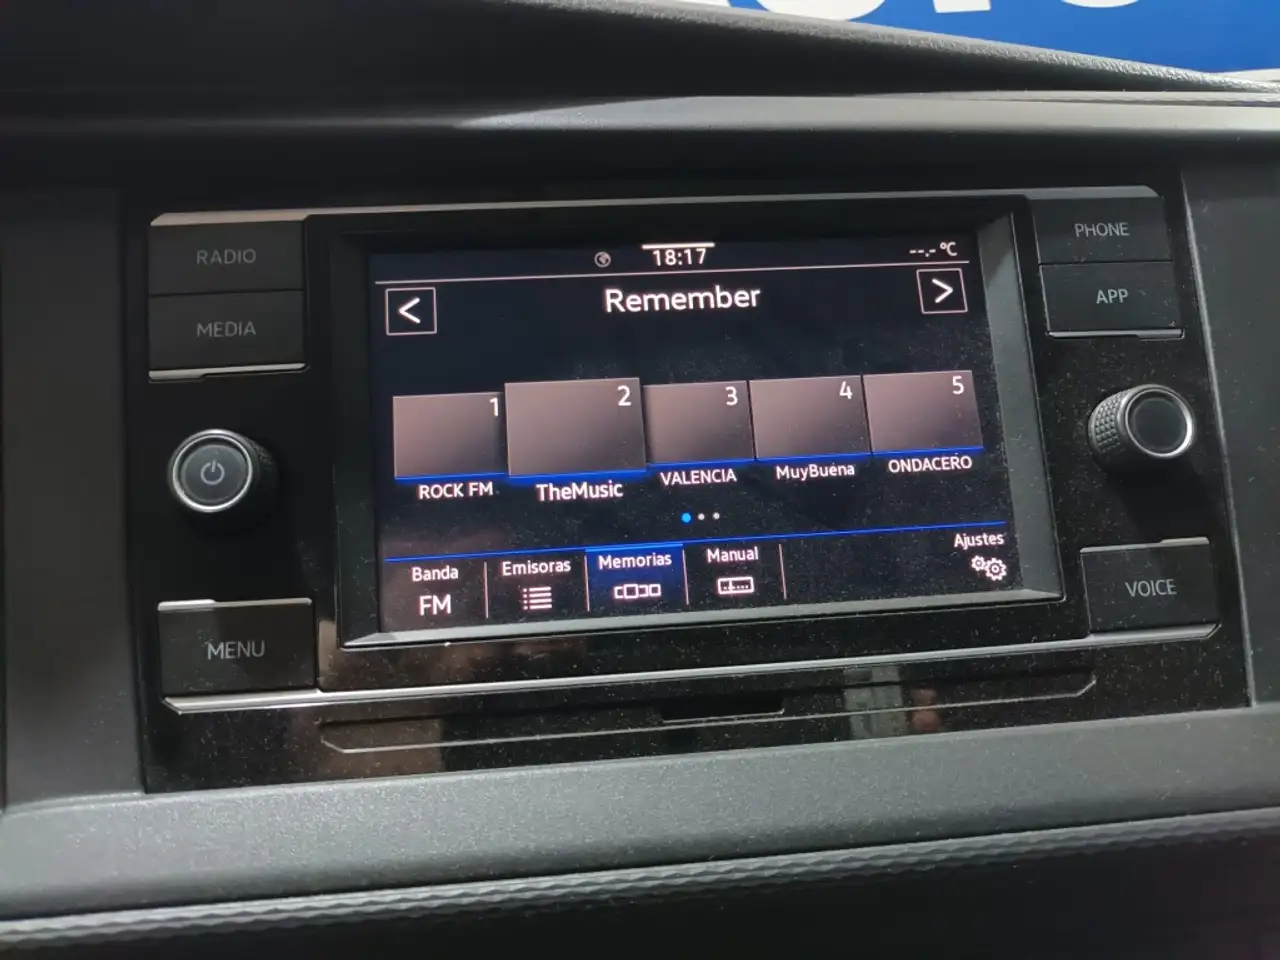 RADIO
MEDIA
PHONE
APP
18:17
--.- °C
<
Remember
>
1
2
3
4
5
ROCK FM
TheMusic
VALENCIA
MuyBuena
ONDACERO
Banda
FM
Emisoras
Memorias
Manual
Ajustes
MENU
VOICE